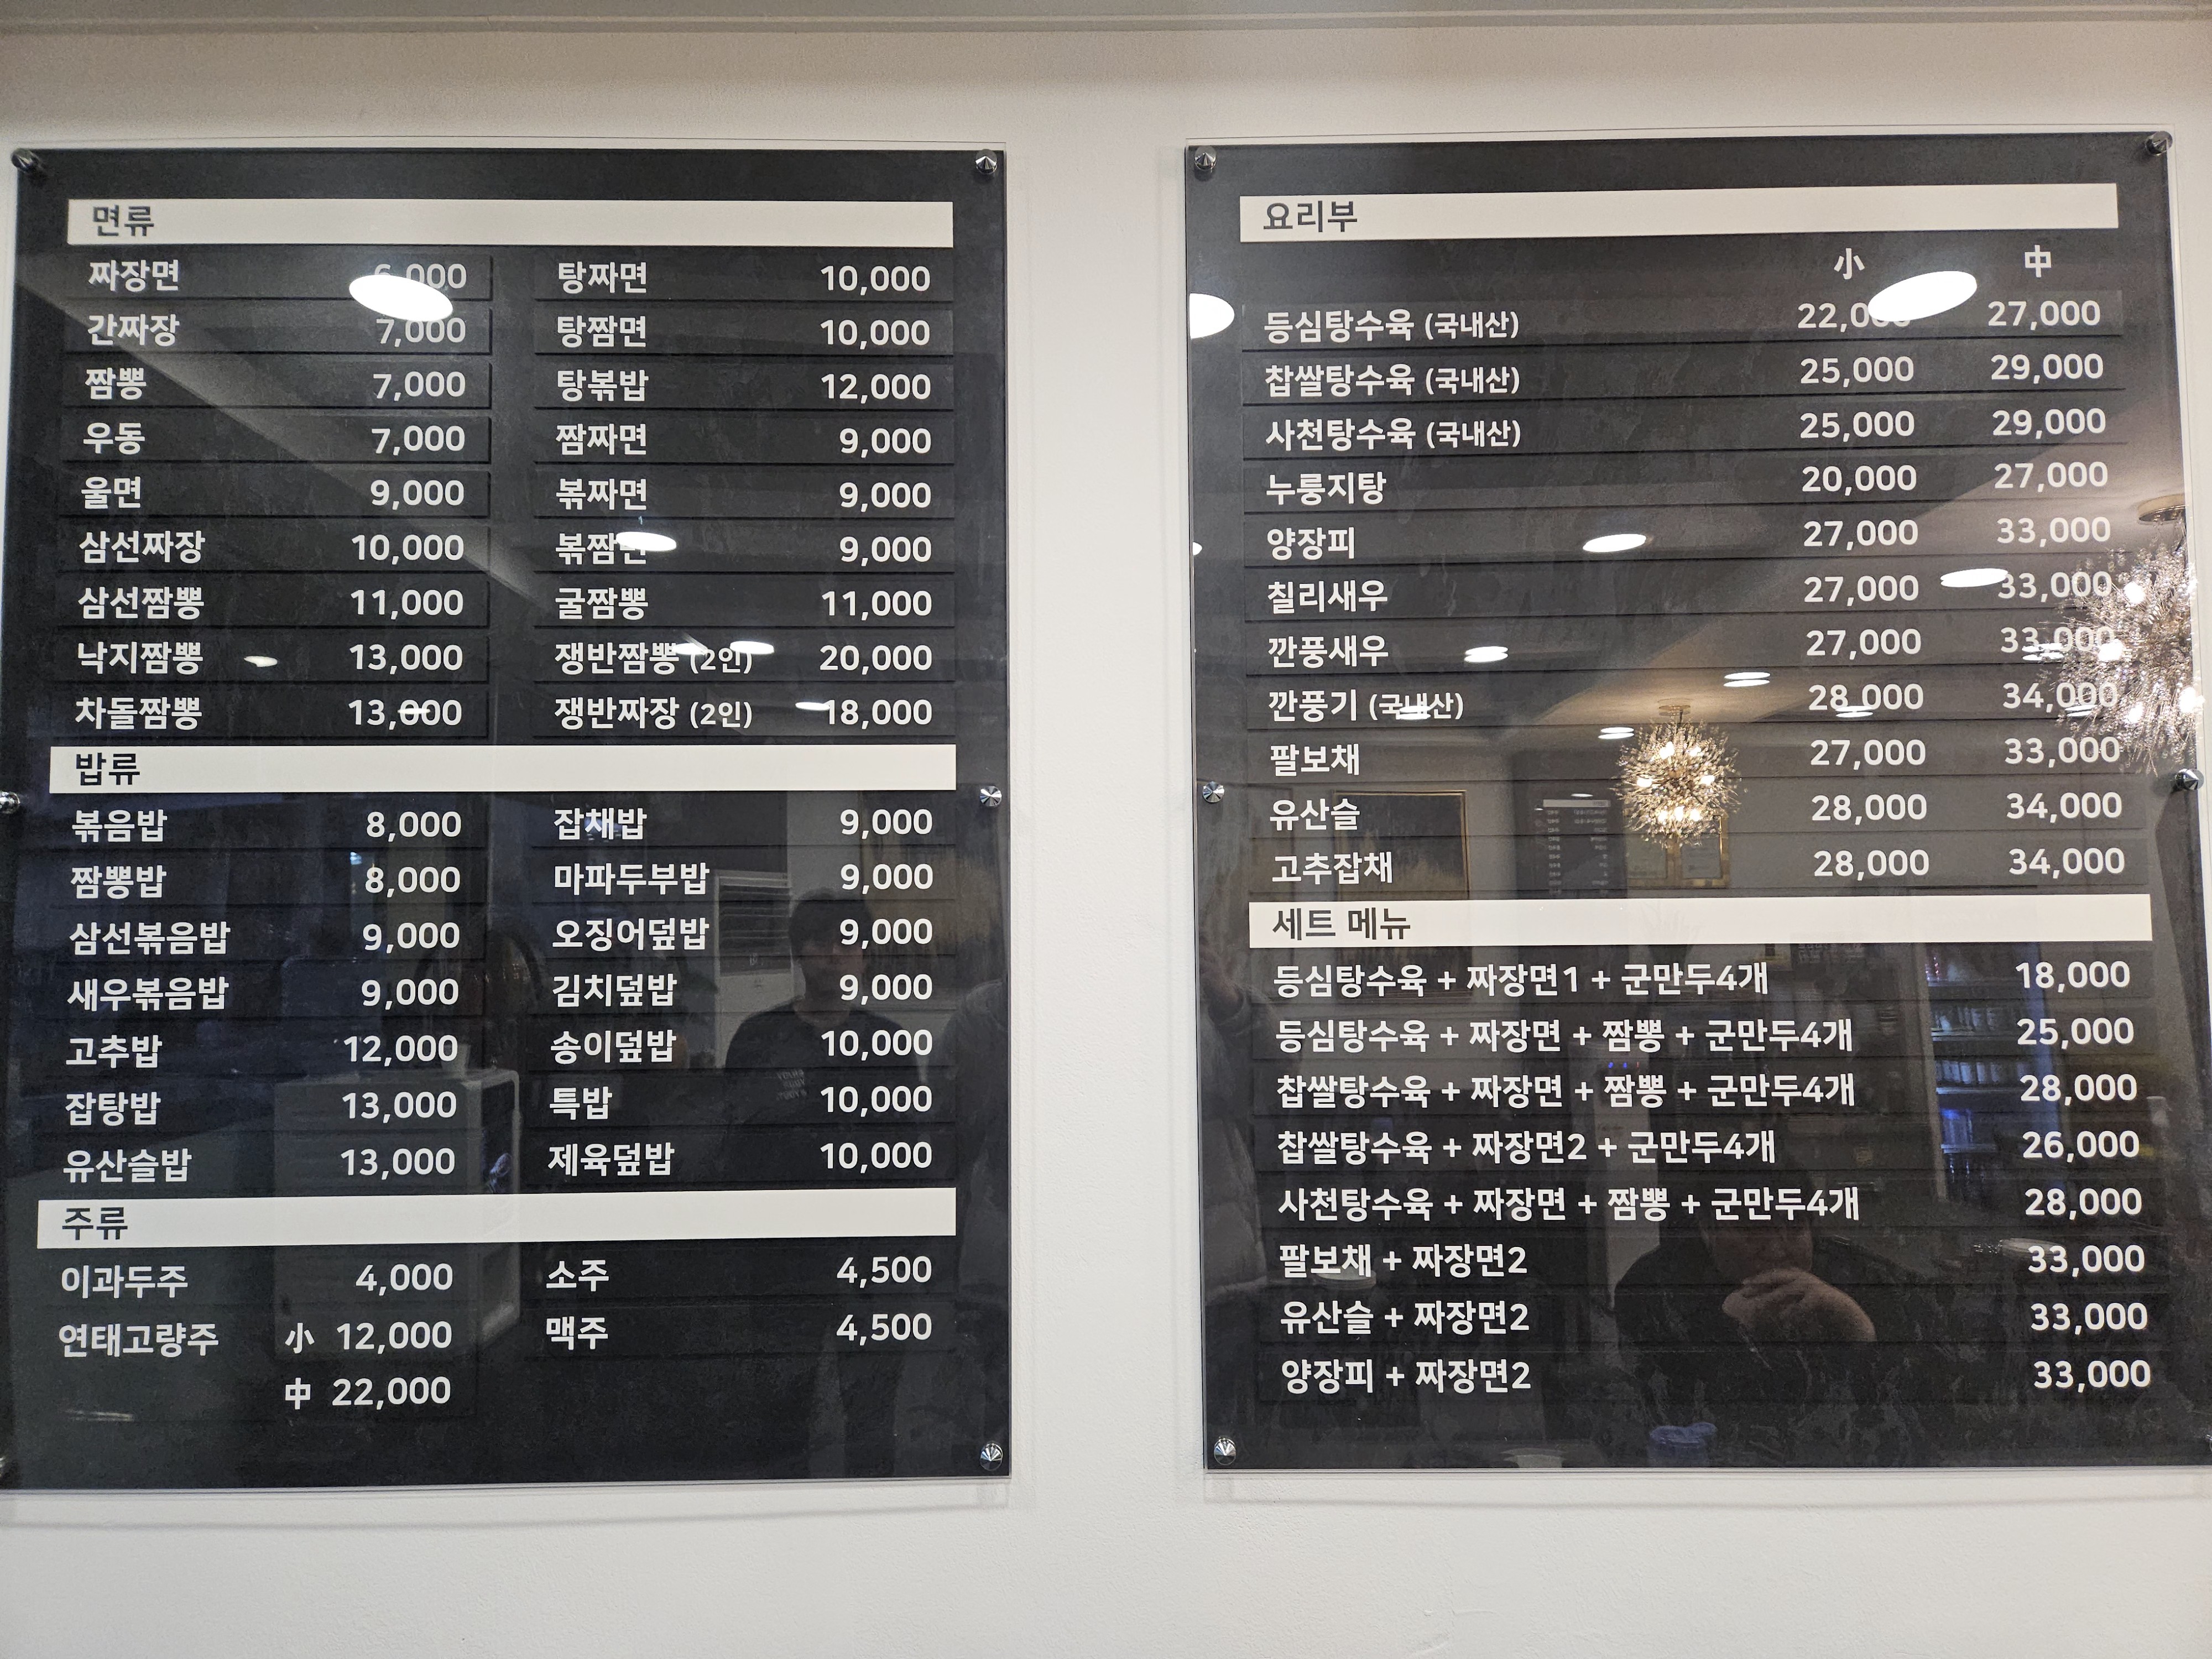 면류
짜장면 6,000
간짜장 7,000
짬뽕 7,000
우동 7,000
울면 9,000
삼선짜장 10,000
삼선짬뽕 11,000
낙지짬뽕 13,000
차돌짬뽕 13,000
탕짜면 10,000
탕짬면 10,000
탕볶밥 12,000
짬짜면 9,000
볶짜면 9,000
볶짬면 9,000
굴짬뽕 11,000
쟁반짬뽕 (2인) 20,000
쟁반짜장 (2인) 18,000
밥류
볶음밥 8,000
짬뽕밥 8,000
삼선볶음밥 9,000
새우볶음밥 9,000
고추밥 12,000
잡탕밥 13,000
유산슬밥 13,000
잡채밥 9,000
마파두부밥 9,000
오징어덮밥 9,000
김치덮밥 9,000
송이덮밥 10,000
특밥 10,000
제육덮밥 10,000
주류
이과두주 4,000
연태고량주 小 12,000
中 22,000
소주 4,500
맥주 4,500
요리부
小 中
등심탕수육 (국내산) 22,000 27,000
찹쌀탕수육 (국내산) 25,000 29,000
사천탕수육 (국내산) 25,000 29,000
누룽지탕 20,000 27,000
양장피 27,000 33,000
칠리새우 27,000 33,000
깐풍새우 27,000 33,000
깐풍기 (국내산) 28,000 34,000
팔보채 27,000 33,000
유산슬 28,000 34,000
고추잡채 28,000 34,000
세트 메뉴
등심탕수육 + 짜장면1 + 군만두4개 18,000
등심탕수육 + 짜장면 + 짬뽕 + 군만두4개 25,000
찹쌀탕수육 + 짜장면 + 짬뽕 + 군만두4개 28,000
찹쌀탕수육 + 짜장면2 + 군만두4개 26,000
사천탕수육 + 짜장면 + 짬뽕 + 군만두4개 28,000
팔보채 + 짜장면2 33,000
유산슬 + 짜장면2 33,000
양장피 + 짜장면2 33,000